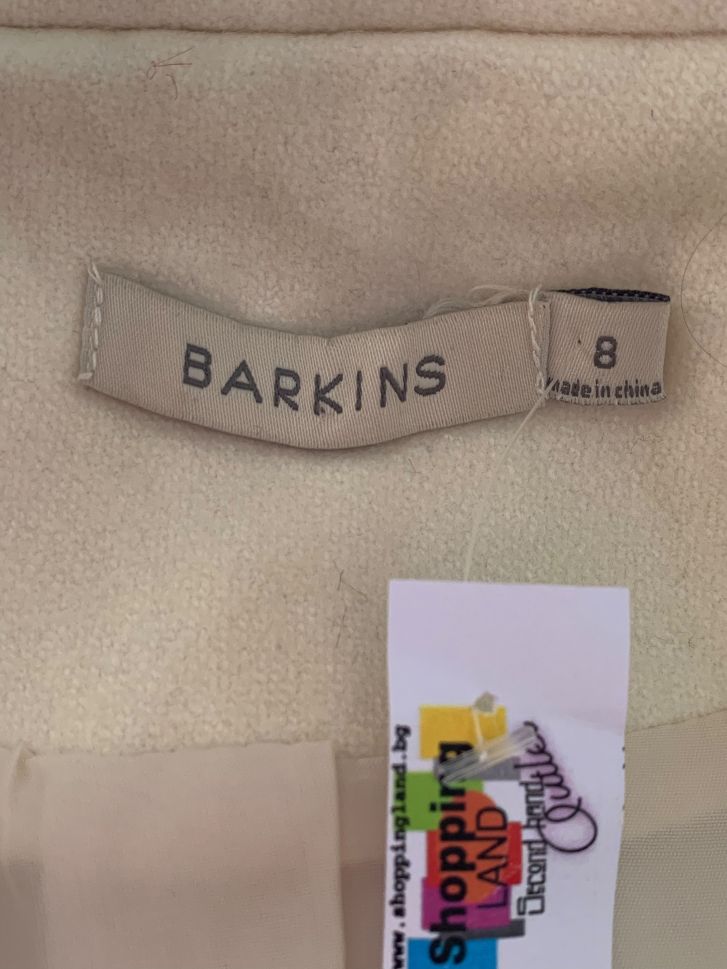 BARKINS
8
Made in china
www.shoppingland.bg
Shopping
LAND
Second hand
Outlet